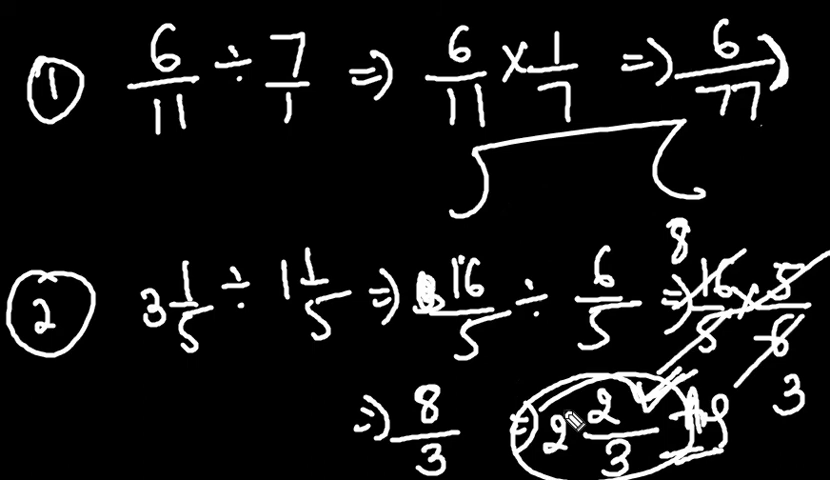 ① 6/11 ÷ 7/1 => 6/11 × 1/7 => 6/77
② 3 1/5 ÷ 1 1/5 => 16/5 ÷ 6/5 => 8 16/5 × 5/6 3
=> 8/3 => 2 2/3 Ans